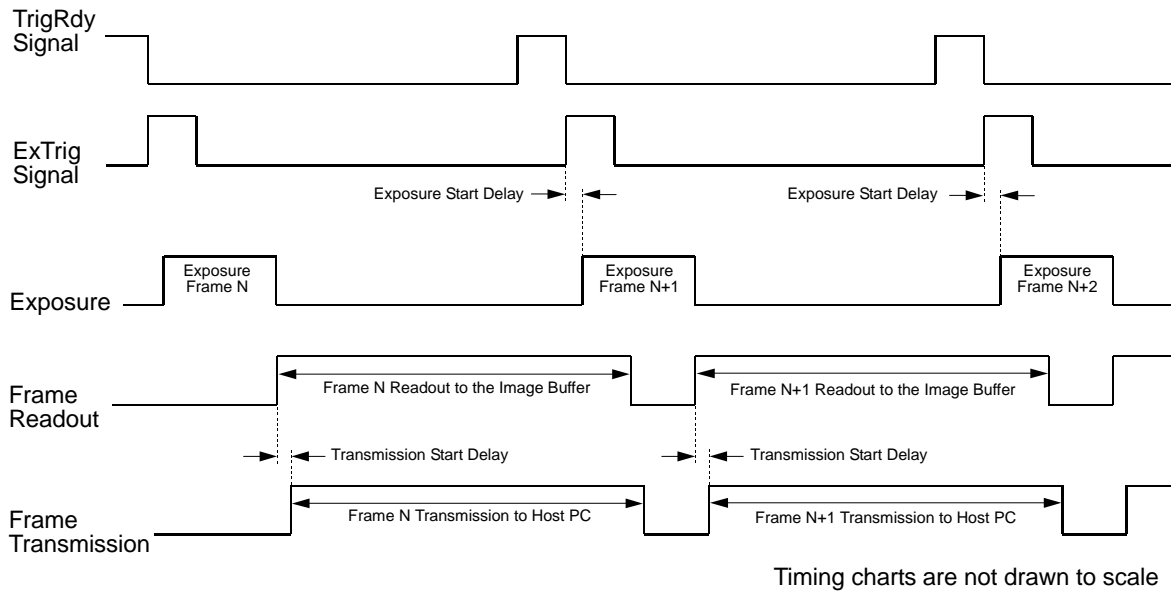 TrigRdy
Signal
ExTrig
Signal
Exposure Start Delay
Exposure Start Delay
Exposure
Frame N
Exposure
Frame N+1
Exposure
Frame N+2
Exposure
Frame N Readout to the Image Buffer
Frame N+1 Readout to the Image Buffer
Frame
Readout
Transmission Start Delay
Transmission Start Delay
Frame N Transmission to Host PC
Frame N+1 Transmission to Host PC
Frame
Transmission
Timing charts are not drawn to scale